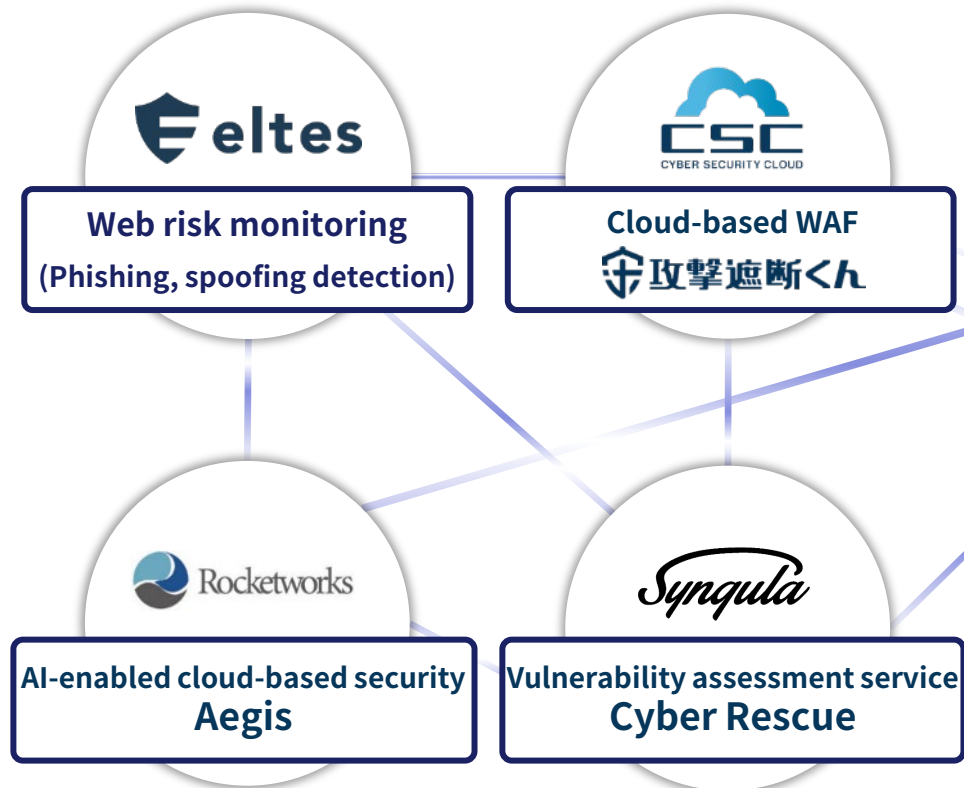 eltes
Web risk monitoring
(Phishing, spoofing detection)
CSC
CYBER SECURITY CLOUD
Cloud-based WAF
攻撃遮断くん
Rocketworks
AI-enabled cloud-based security
Aegis
Syngula
Vulnerability assessment service
Cyber Rescue